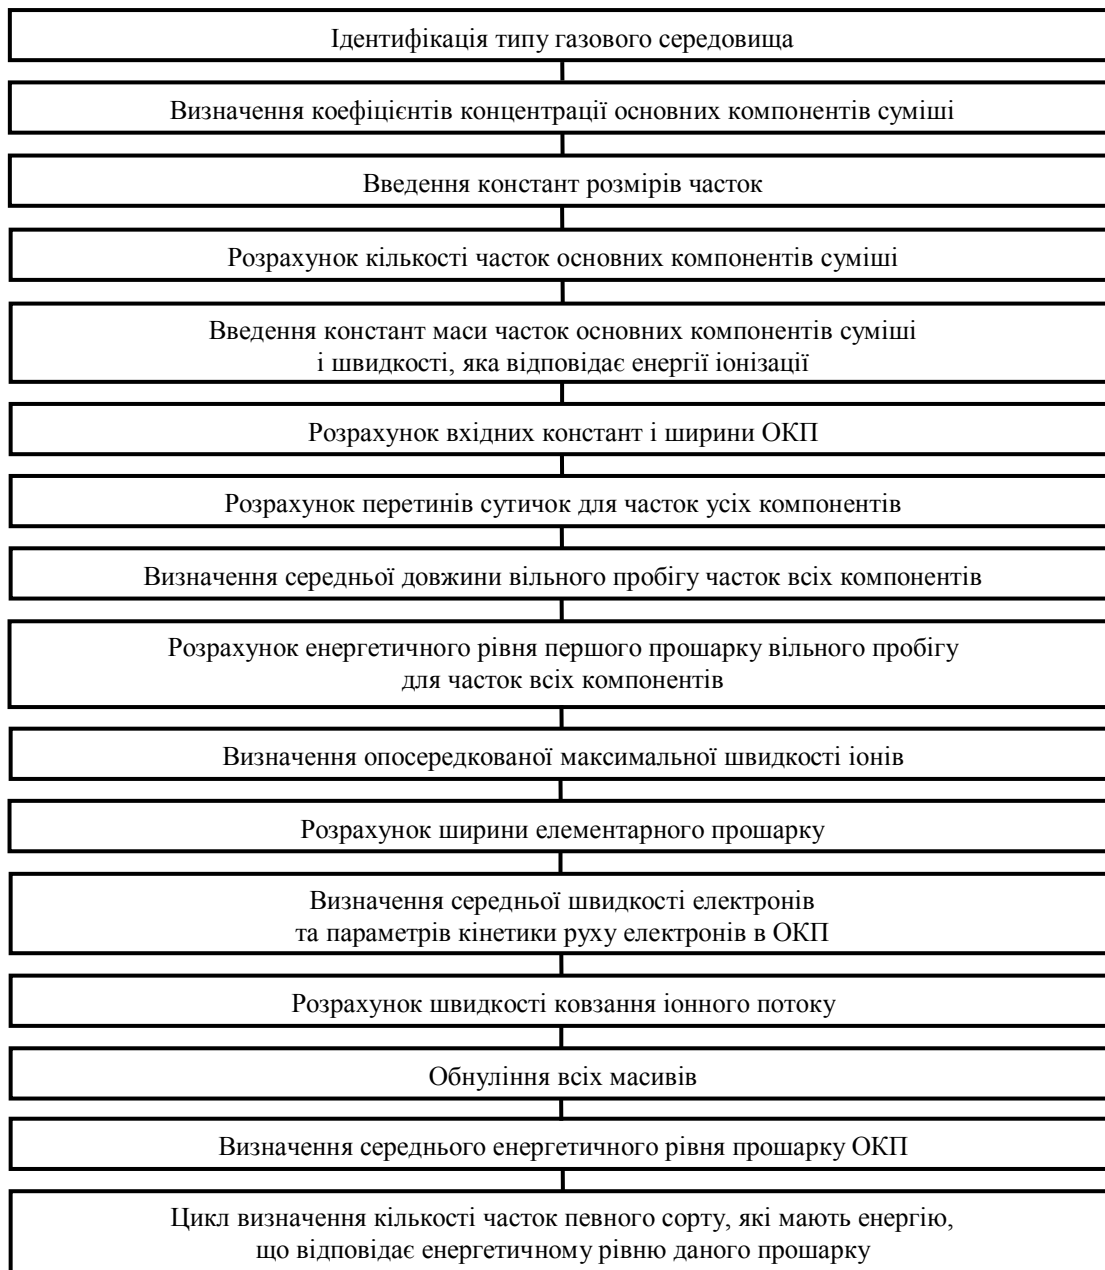 Ідентифікація типу газового середовища
Визначення коефіцієнтів концентрації основних компонентів суміші
Введення констант розмірів часток
Розрахунок кількості часток основних компонентів суміші
Введення констант маси часток основних компонентів суміші
і швидкості, яка відповідає енергії іонізації
Розрахунок вхідних констант і ширини ОКП
Розрахунок перетинів сутичок для часток усіх компонентів
Визначення середньої довжини вільного пробігу часток всіх компонентів
Розрахунок енергетичного рівня першого прошарку вільного пробігу
для часток всіх компонентів
Визначення опосередкованої максимальної швидкості іонів
Розрахунок ширини елементарного прошарку
Визначення середньої швидкості електронів
та параметрів кінетики руху електронів в ОКП
Розрахунок швидкості ковзання іонного потоку
Обнуління всіх масивів
Визначення середнього енергетичного рівня прошарку ОКП
Цикл визначення кількості часток певного сорту, які мають енергію,
що відповідає енергетичному рівню даного прошарку